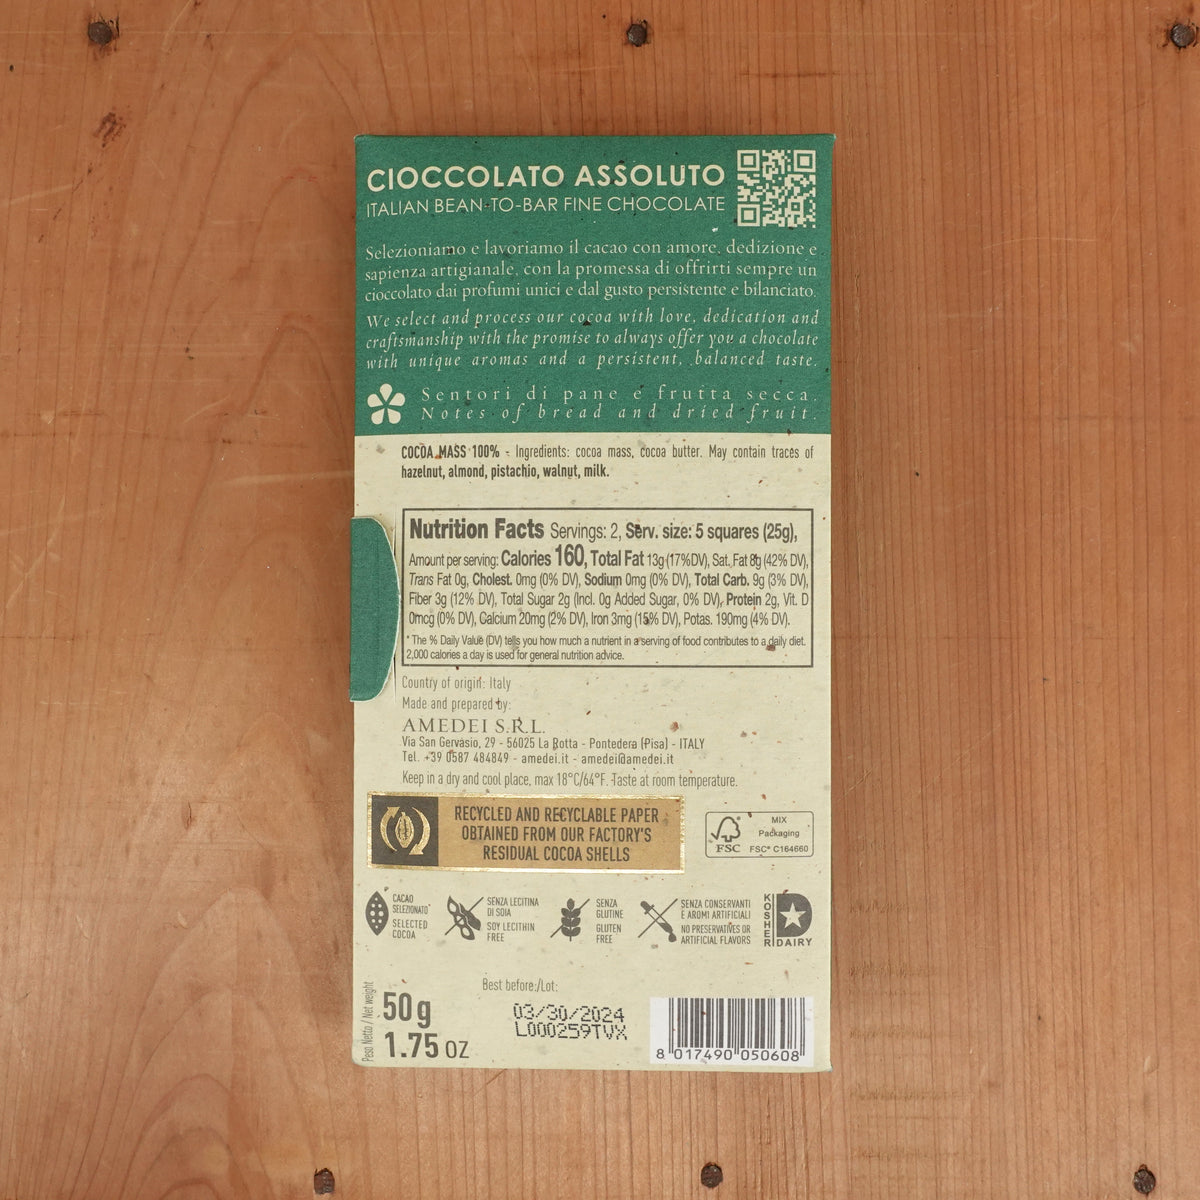 CIOCCOLATO ASSOLUTO
ITALIAN BEAN-TO-BAR FINE CHOCOLATE
Selezioniamo e lavoriamo il cacao con amore, dedizione e
sapienza artigianale, con la promessa di offrirti sempre un
cioccolato dai profumi unici e dal gusto persistente e bilanciato.
We select and process our cocoa with love, dedication and
craftsmanship with the promise to always offer you a chocolate
with unique aromas and a persistent, balanced taste.
Sentori di pane e frutta secca.
Notes of bread and dried fruit.
COCOA MASS 100% - Ingredients: cocoa mass, cocoa butter. May contain traces of
hazelnut, almond, pistachio, walnut, milk.
Nutrition Facts Servings: 2, Serv. size: 5 squares (25g),
Amount per serving: Calories 160, Total Fat 13g (17%DV), Sat. Fat 8g (42% DV),
Trans Fat 0g, Cholest. 0mg (0% DV), Sodium 0mg (0% DV), Total Carb. 9g (3% DV),
Fiber 3g (12% DV), Total Sugar 2g (Incl. 0g Added Sugar, 0% DV), Protein 2g, Vit. D
0mcg (0% DV), Calcium 20mg (2% DV), Iron 3mg (15% DV), Potas. 190mg (4% DV).
* The % Daily Value (DV) tells you how much a nutrient in a serving of food contributes to a daily diet.
2,000 calories a day is used for general nutrition advice.
Country of origin: Italy
Made and prepared by:
AMEDEI S.R.L.
Via San Gervasio, 29 - 56025 La Rotta - Pontedera (Pisa) - ITALY
Tel. +39 0587 484849 - amedei.it - amedei@amedei.it
Keep in a dry and cool place, max 18°C/64°F. Taste at room temperature.
RECYCLED AND RECYCLABLE PAPER
OBTAINED FROM OUR FACTORY'S
RESIDUAL COCOA SHELLS
FSC
MIX
Packaging
FSC® C164660
CACAO
SELEZIONATO
SELECTED
COCOA
SENZA LECITINA
DI SOIA
SOY LECITHIN
FREE
SENZA
GLUTINE
GLUTEN
FREE
SENZA CONSERVANTI
E AROMI ARTIFICIALI
NO PRESERVATIVES OR
ARTIFICIAL FLAVORS
KOSHER
D
DAIRY
Peso Netto / Net weight
50 g
1.75 OZ
Best before:/Lot:
03/30/2024
L000259TVX
8 017490 050608